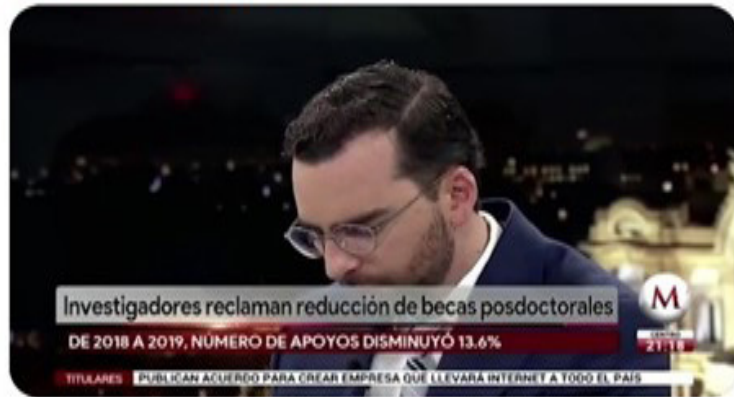 Investigadores reclaman reducción de becas posdoctorales
M
DE 2018 A 2019, NÚMERO DE APOYOS DISMINUYÓ 13.6%
CENTRO
21:18
TITULARES PUBLICAN ACUERDO PARA CREAR EMPRESA QUE LLEVARÁ INTERNET A TODO EL PAÍS